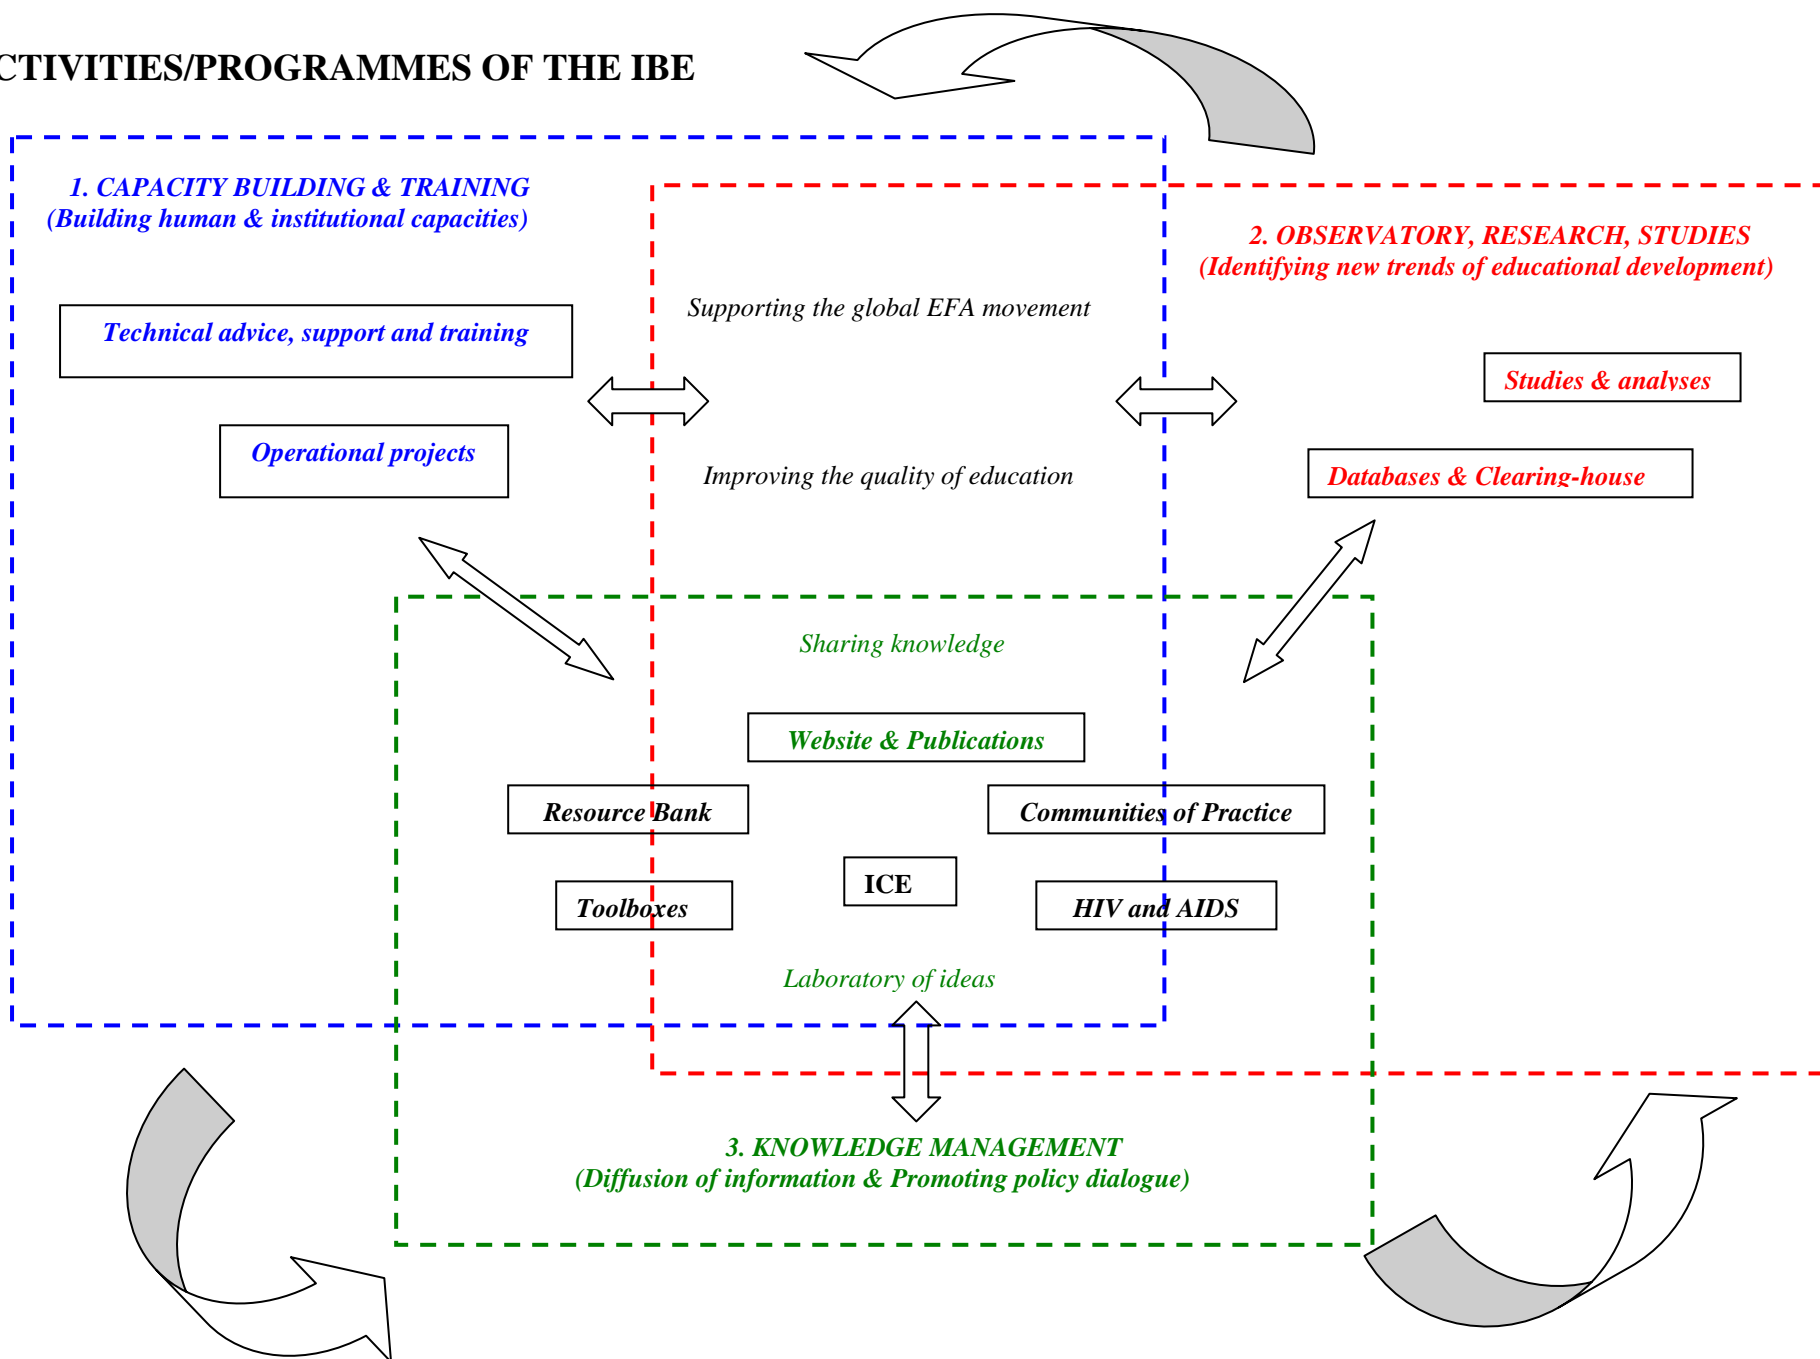 CTIVITIES/PROGRAMMES OF THE IBE
1. CAPACITY BUILDING & TRAINING
(Building human & institutional capacities)
2. OBSERVATORY, RESEARCH, STUDIES
(Identifying new trends of educational development)
Supporting the global EFA movement
Technical advice, support and training
Studies & analyses
Operational projects
Improving the quality of education
Databases & Clearing-house
Sharing knowledge
Website & Publications
Resource Bank
Communities of Practice
ICE
Toolboxes
HIV and AIDS
Laboratory of ideas
3. KNOWLEDGE MANAGEMENT
(Diffusion of information & Promoting policy dialogue)